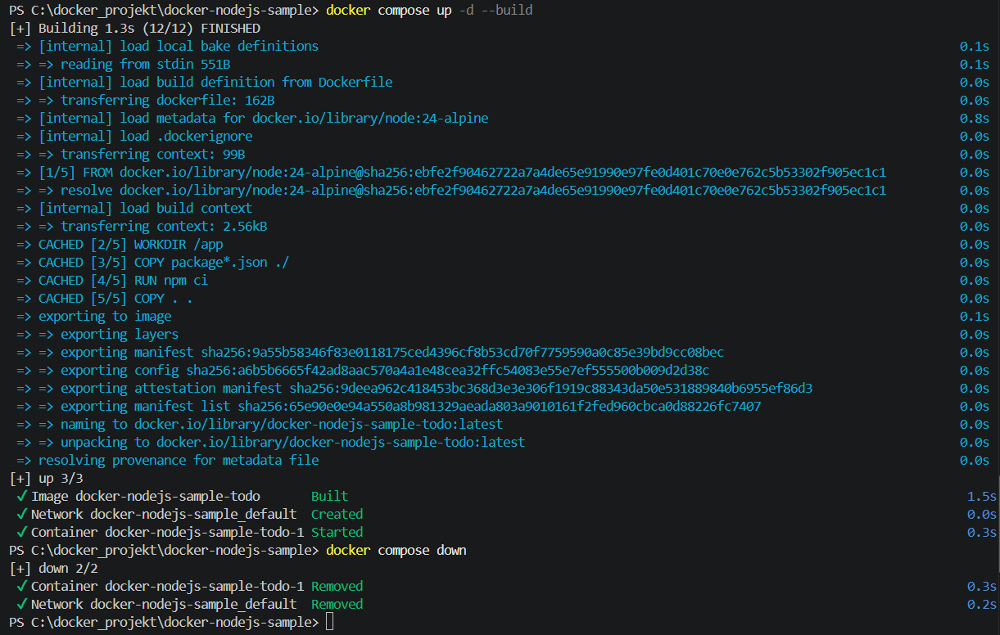 PS C:\docker_projekt\docker-nodejs-sample> docker compose up -d --build
[+] Building 1.3s (12/12) FINISHED
=> [internal] load local bake definitions 0.1s
=> => reading from stdin 551B 0.1s
=> [internal] load build definition from Dockerfile 0.0s
=> => transferring dockerfile: 162B 0.0s
=> [internal] load metadata for docker.io/library/node:24-alpine 0.8s
=> [internal] load .dockerignore 0.0s
=> => transferring context: 99B 0.0s
=> [1/5] FROM docker.io/library/node:24-alpine@sha256:ebfe2f90462722a7a4de65e91990e97fe0d401c70e0e762c5b53302f905ec1c1 0.0s
=> => resolve docker.io/library/node:24-alpine@sha256:ebfe2f90462722a7a4de65e91990e97fe0d401c70e0e762c5b53302f905ec1c1 0.0s
=> [internal] load build context 0.0s
=> => transferring context: 2.56kB 0.0s
=> CACHED [2/5] WORKDIR /app 0.0s
=> CACHED [3/5] COPY package*.json ./ 0.0s
=> CACHED [4/5] RUN npm ci 0.0s
=> CACHED [5/5] COPY . . 0.0s
=> exporting to image 0.1s
=> => exporting layers 0.0s
=> => exporting manifest sha256:9a55b58346f83e0118175ced4396cf8b53cd70f7759590a0c85e39bd9cc08bec 0.0s
=> => exporting config sha256:a6b5b6665f42ad8aac570a4a1e48cea32ffc54083e55e7ef555500b009d2d38c 0.0s
=> => exporting attestation manifest sha256:9deea962c418453bc368d3e3e306f1919c88343da50e531889840b6955ef86d3 0.0s
=> => exporting manifest list sha256:65e90e0e94a550a8b981329aeada803a9010161f2fed960cbca0d88226fc7407 0.0s
=> => naming to docker.io/library/docker-nodejs-sample-todo:latest 0.0s
=> => unpacking to docker.io/library/docker-nodejs-sample-todo:latest 0.0s
=> resolving provenance for metadata file 0.0s
[+] up 3/3
✔ Image docker-nodejs-sample-todo Built 1.5s
✔ Network docker-nodejs-sample_default Created 0.0s
✔ Container docker-nodejs-sample-todo-1 Started 0.3s
PS C:\docker_projekt\docker-nodejs-sample> docker compose down
[+] down 2/2
✔ Container docker-nodejs-sample-todo-1 Removed 0.3s
✔ Network docker-nodejs-sample_default Removed 0.2s
PS C:\docker_projekt\docker-nodejs-sample>